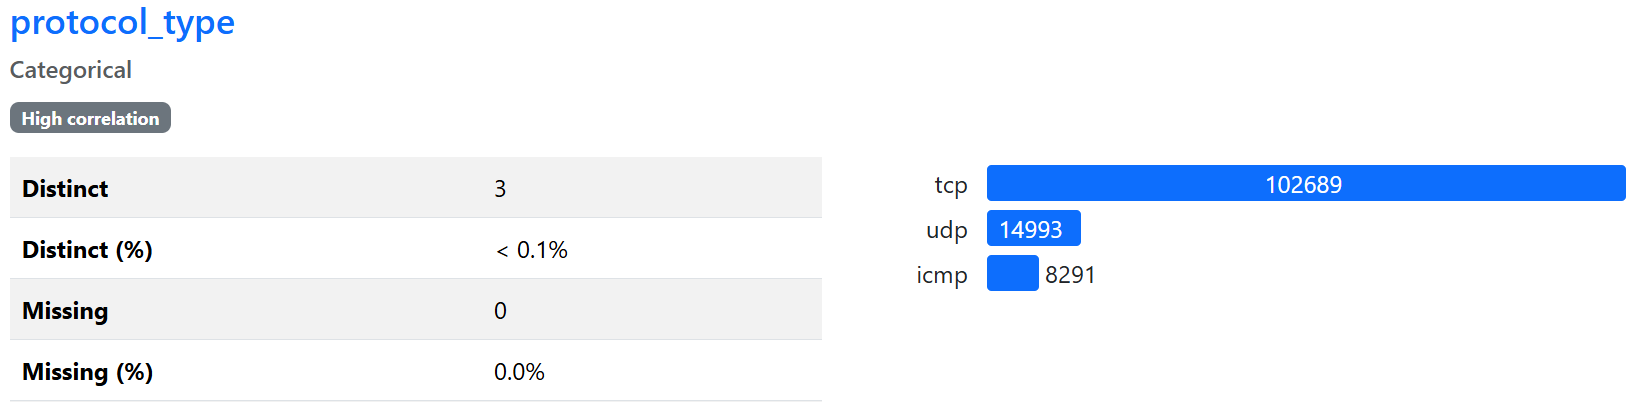 protocol_type
Categorical
High correlation
Distinct 3
Distinct (%) < 0.1%
Missing 0
Missing (%) 0.0%
tcp 102689
udp 14993
icmp 8291